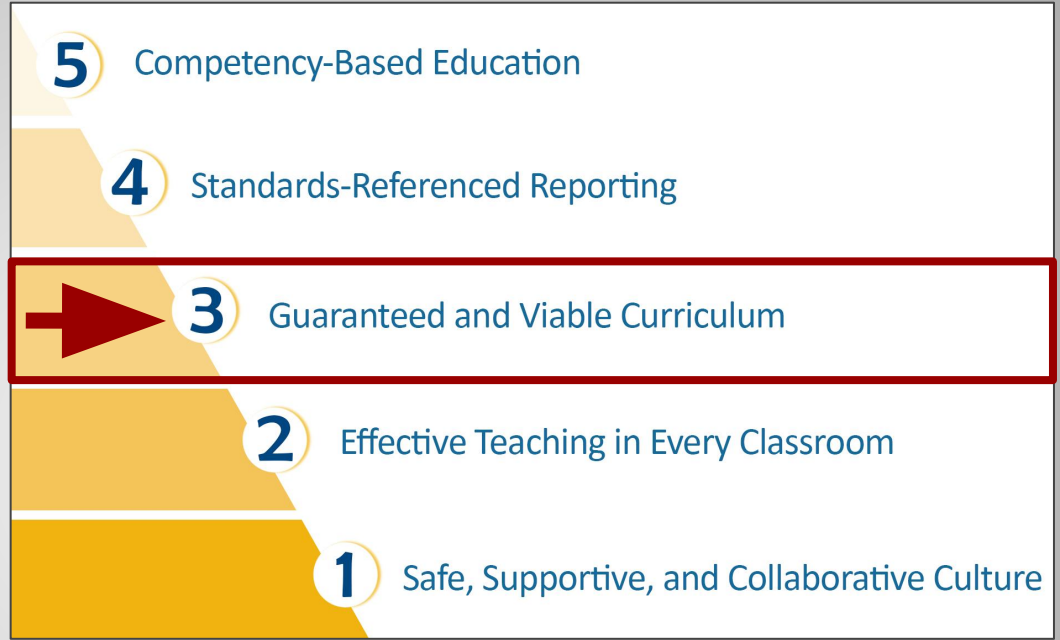 5 Competency-Based Education
4 Standards-Referenced Reporting
3 Guaranteed and Viable Curriculum
2 Effective Teaching in Every Classroom
1 Safe, Supportive, and Collaborative Culture